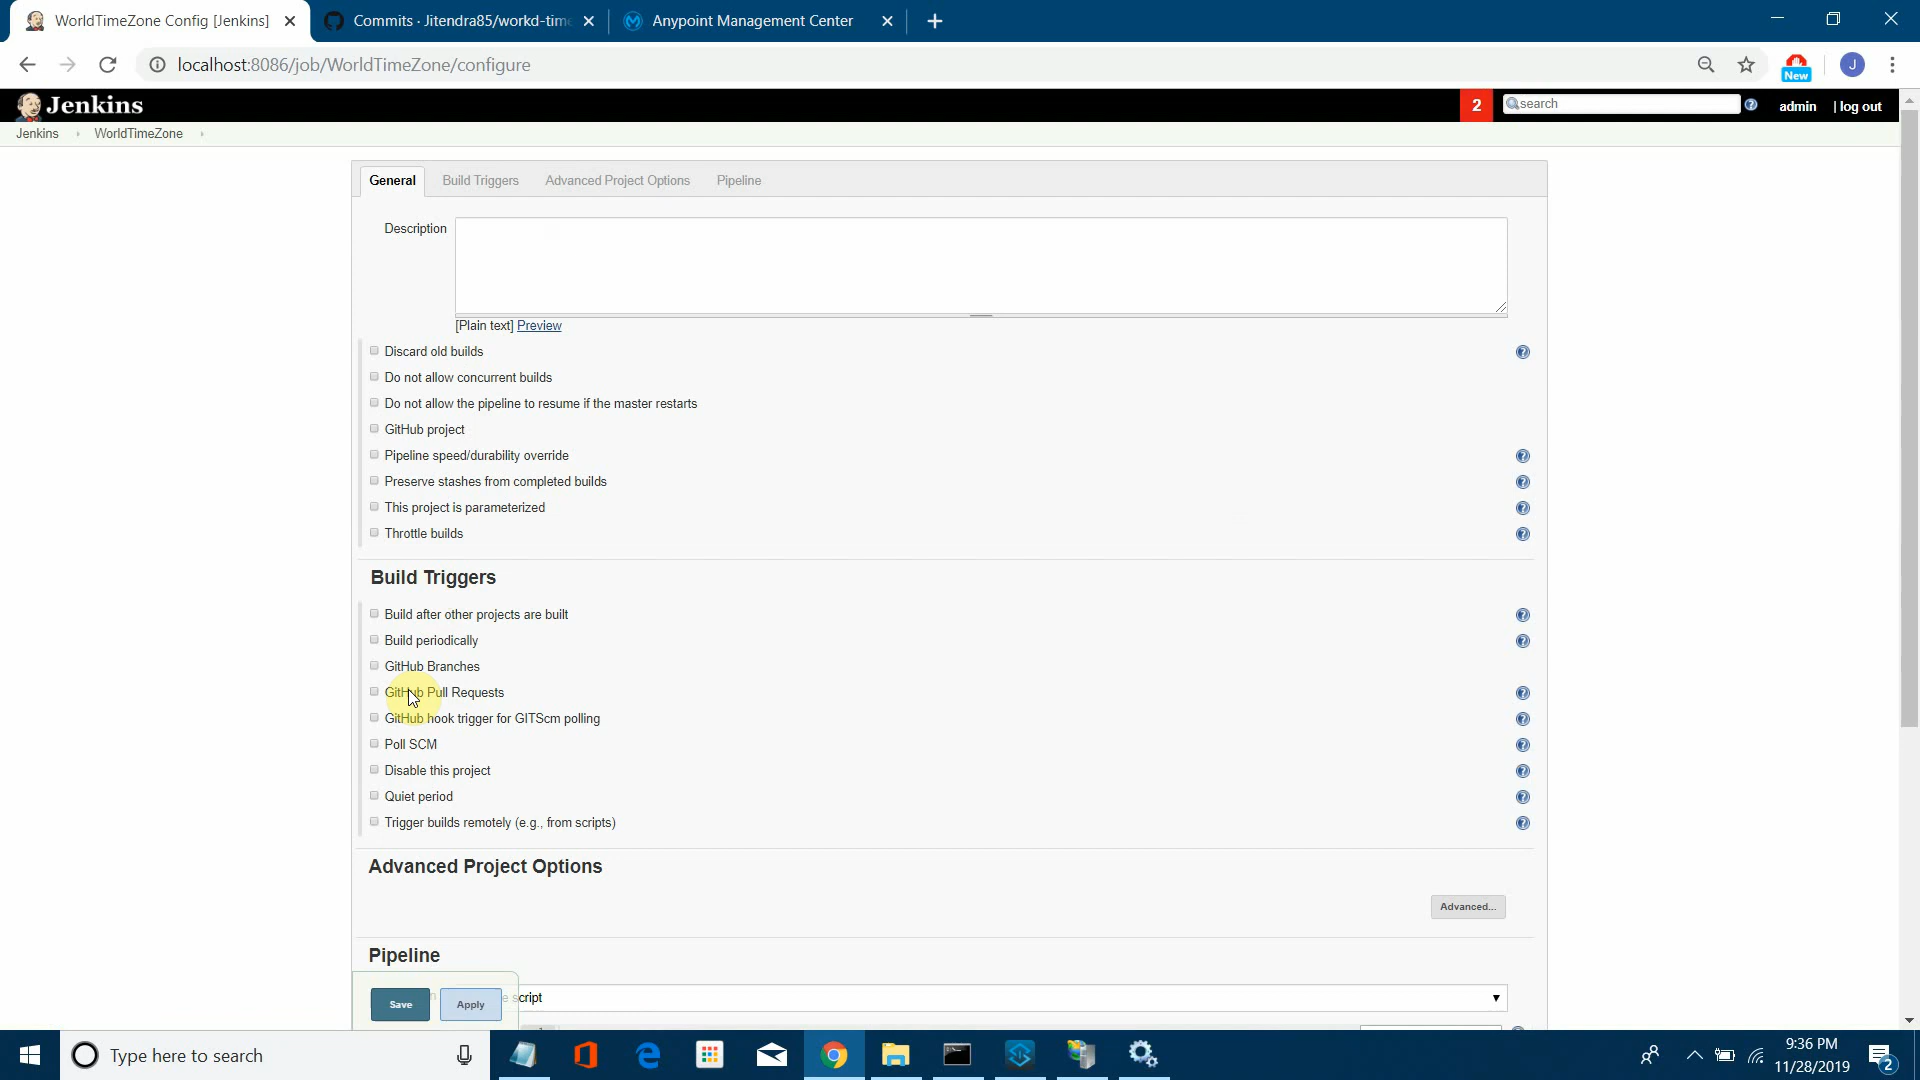 WorldTimeZone Config [Jenkins]
Commits · Jitendra85/workd-time
Anypoint Management Center
localhost:8086/job/WorldTimeZone/configure
New
J
Jenkins
2
search
admin
| log out
Jenkins
WorldTimeZone
General
Build Triggers
Advanced Project Options
Pipeline
Description
[Plain text] Preview
Discard old builds
Do not allow concurrent builds
Do not allow the pipeline to resume if the master restarts
GitHub project
Pipeline speed/durability override
Preserve stashes from completed builds
This project is parameterized
Throttle builds
Build Triggers
Build after other projects are built
Build periodically
GitHub Branches
GitHub Pull Requests
GitHub hook trigger for GITScm polling
Poll SCM
Disable this project
Quiet period
Trigger builds remotely (e.g., from scripts)
Advanced Project Options
Advanced...
Pipeline
script
Save
Apply
Type here to search
9:36 PM
11/28/2019
2